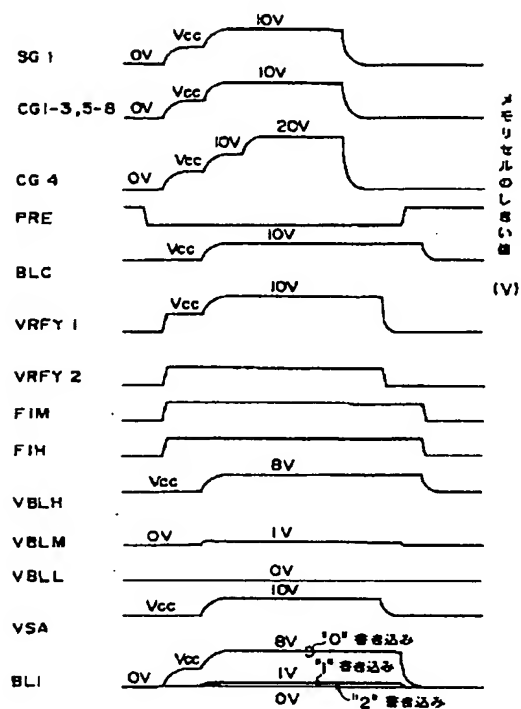 10V
Vcc
0V
SG 1
10V
Vcc
0V
CG1-3,5-8
20V
10V
Vcc
0V
CG 4
PRE
10V
Vcc
BLC
10V
Vcc
VRFY 1
VRFY 2
FIM
FIH
8V
Vcc
VBLH
0V
1V
VBLM
0V
VBLL
10V
Vcc
VSA
8V
"0" 書き込み
Vcc
"1" 書き込み
0V
1V
BL1
0V
"2" 書き込み
メモリセルのしきい値
(V)